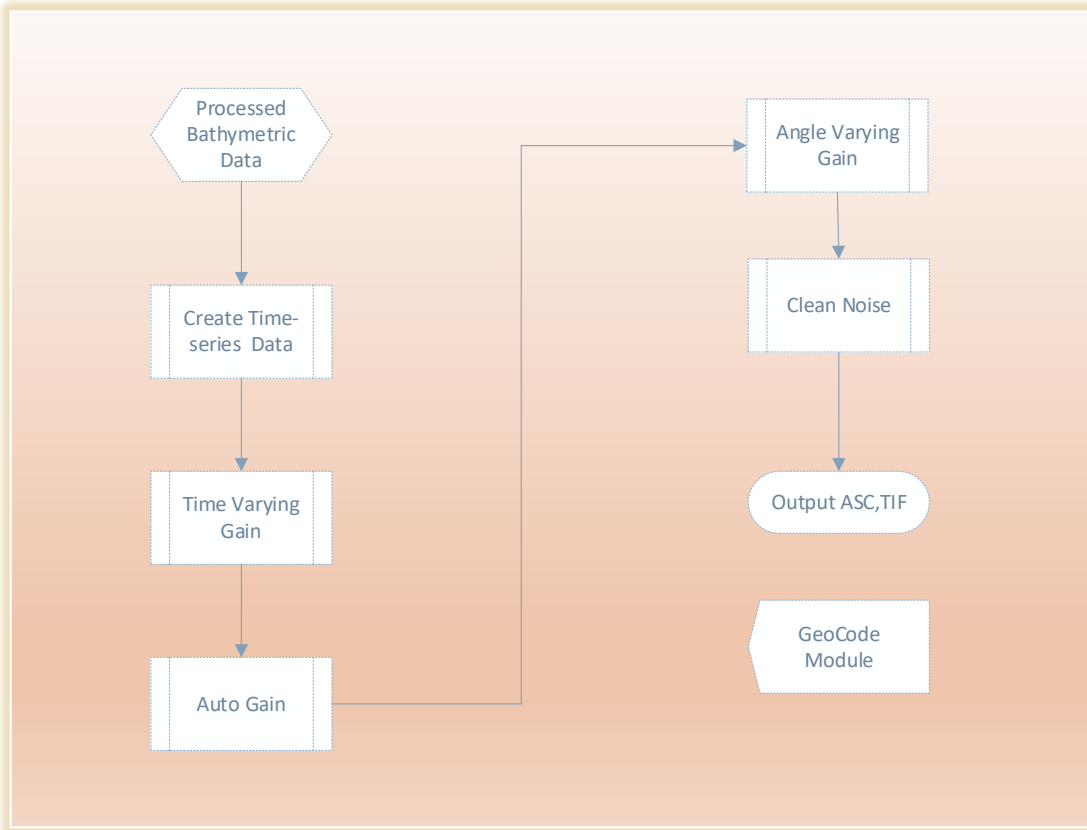 Processed
Bathymetric
Data
Create Time-
series  Data
Time Varying
Gain
Auto Gain
Angle Varying
Gain
Clean Noise
Output ASC,TIF
GeoCode
Module